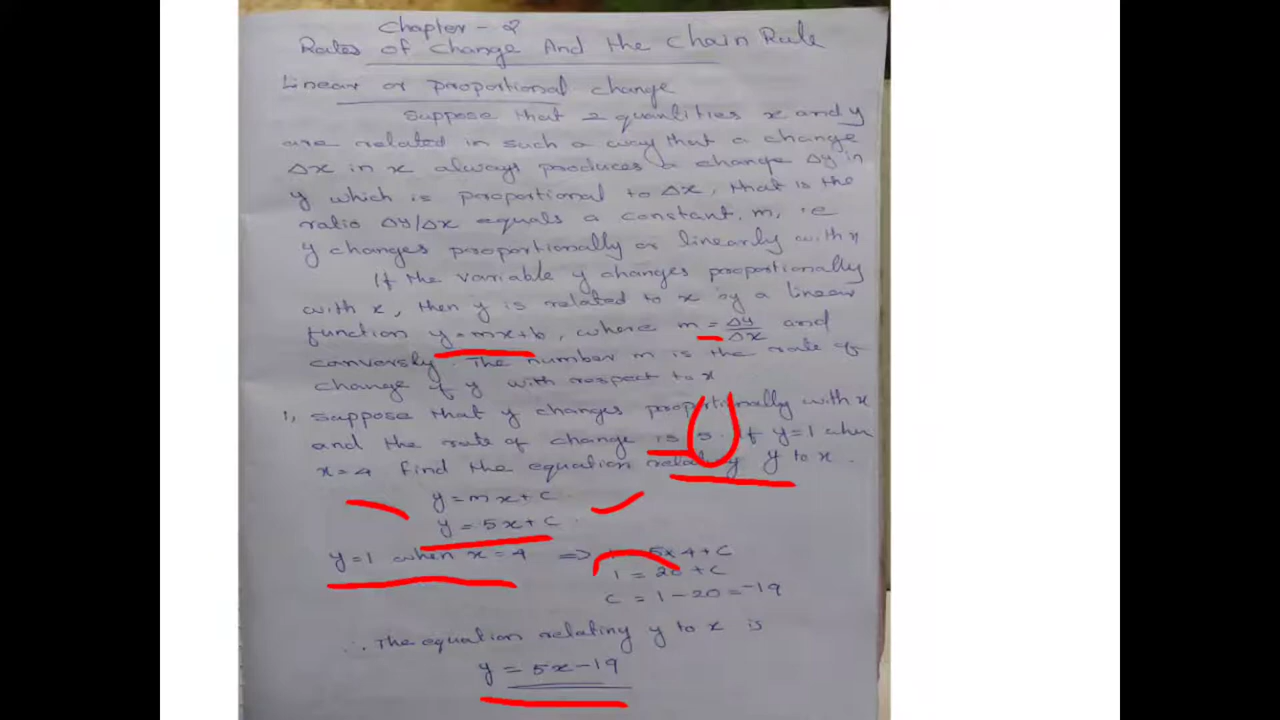 Chapter - 2
Rates of Change And the Chain Rule
Linear or proportional change
Suppose that 2 quantities x and y
are related in such a way that a change
Δx in x always produces a change Δy in
y which is proportional to Δx, that is the
ratio Δy/Δx equals a constant, m, i.e
y changes proportionally or linearly with x
If the variable y changes proportionally
with x, then y is related to x by a linear
function y = mx+b, where m = Δy/Δx and
conversly. The number m is the rate of
change of y with respect to x
1, Suppose that y changes proportionally with x
and the rate of change is 5. If y=1 when
x=4 find the equation y to x.
y = mx + c
y = 5x + c
y=1 when x=4 ⇒ 5x4+c
1 = 20 + c
c = 1-20 = -19
∴ The equation relating y to x is
y = 5x-19